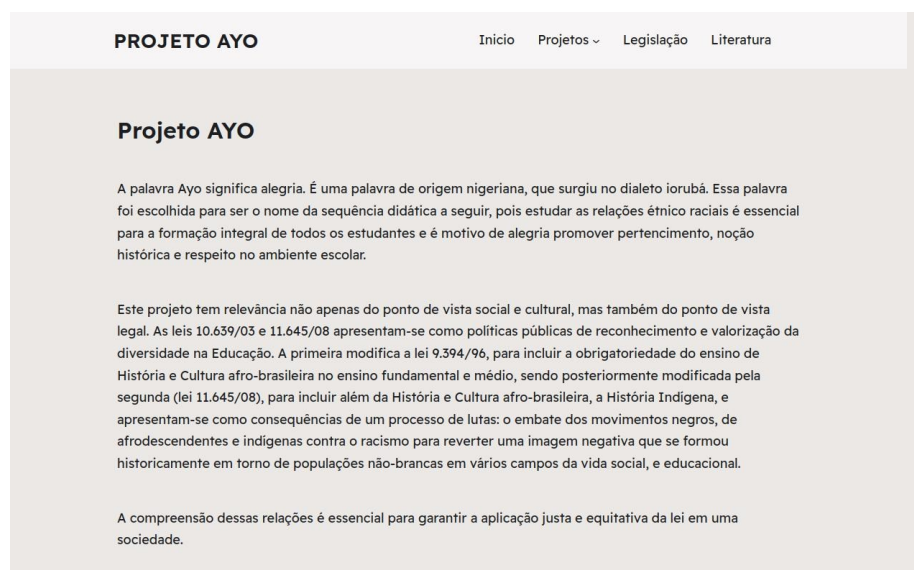 PROJETO AYO
Inicio Projetos Legislação Literatura
Projeto AYO
A palavra Ayo significa alegria. É uma palavra de origem nigeriana, que surgiu no dialeto iorubá. Essa palavra
foi escolhida para ser o nome da sequência didática a seguir, pois estudar as relações étnico raciais é essencial
para a formação integral de todos os estudantes e é motivo de alegria promover pertencimento, noção
histórica e respeito no ambiente escolar.
Este projeto tem relevância não apenas do ponto de vista social e cultural, mas também do ponto de vista
legal. As leis 10.639/03 e 11.645/08 apresentam-se como políticas públicas de reconhecimento e valorização da
diversidade na Educação. A primeira modifica a lei 9.394/96, para incluir a obrigatoriedade do ensino de
História e Cultura afro-brasileira no ensino fundamental e médio, sendo posteriormente modificada pela
segunda (lei 11.645/08), para incluir além da História e Cultura afro-brasileira, a História Indígena, e
apresentam-se como consequências de um processo de lutas: o embate dos movimentos negros, de
afrodescendentes e indígenas contra o racismo para reverter uma imagem negativa que se formou
historicamente em torno de populações não-brancas em vários campos da vida social, e educacional.
A compreensão dessas relações é essencial para garantir a aplicação justa e equitativa da lei em uma
sociedade.